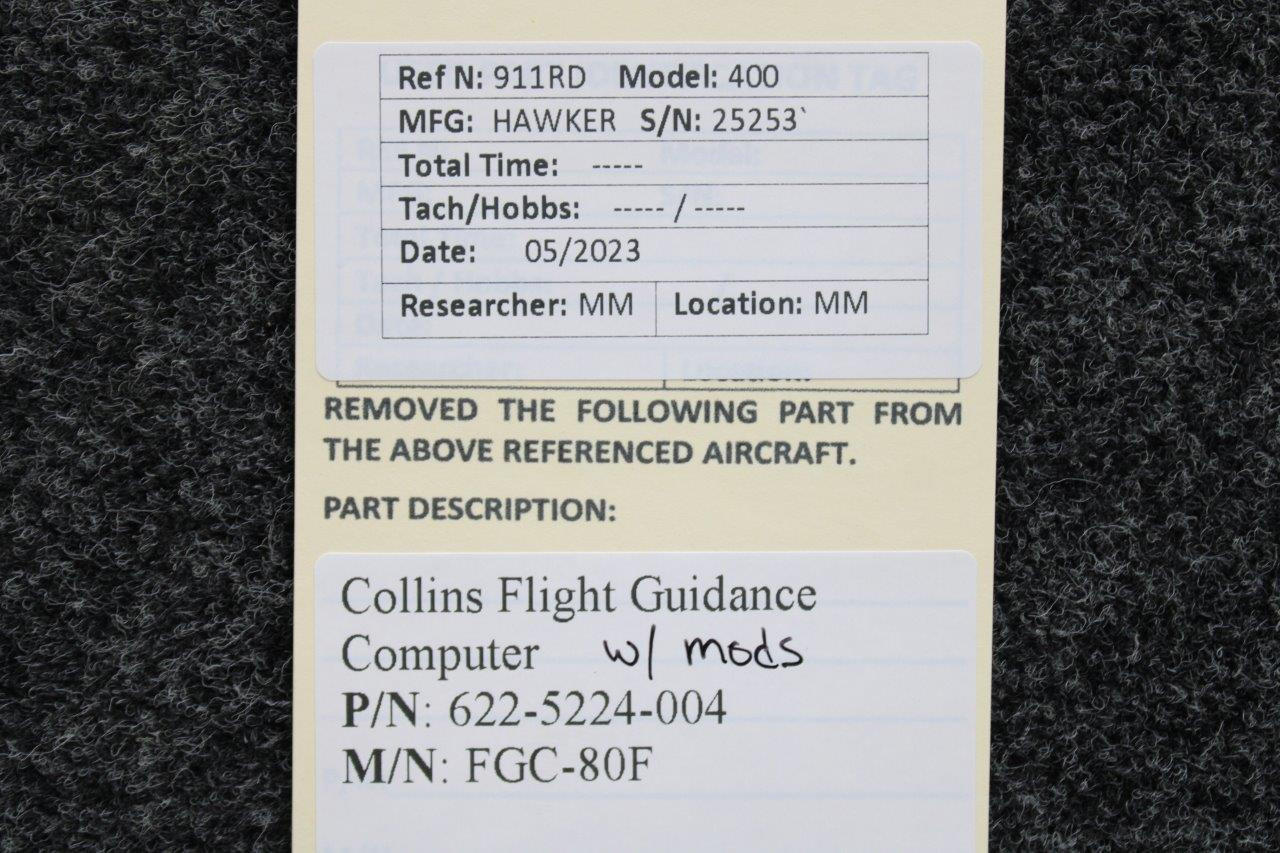 Ref N: 911RD Model: 400
MFG: HAWKER S/N: 25253`
Total Time: -----
Tach/Hobbs: ----- / -----
Date: 05/2023
Researcher: MM Location: MM
REMOVED THE FOLLOWING PART FROM
THE ABOVE REFERENCED AIRCRAFT.
PART DESCRIPTION:
Collins Flight Guidance
Computer w/ mods
P/N: 622-5224-004
M/N: FGC-80F